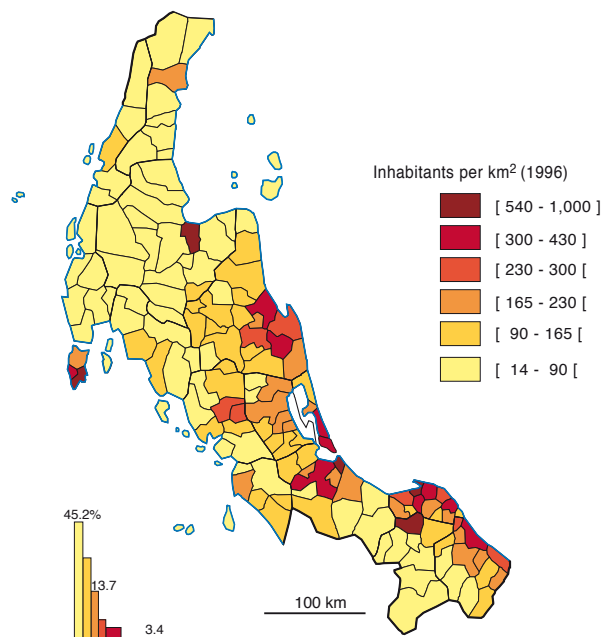 Inhabitants per km² (1996)
[ 540 - 1,000 ]
[ 300 - 430 ]
[ 230 - 300 [
[ 165 - 230 [
[ 90 - 165 [
[ 14 - 90 [
45.2%
13.7
3.4
100 km